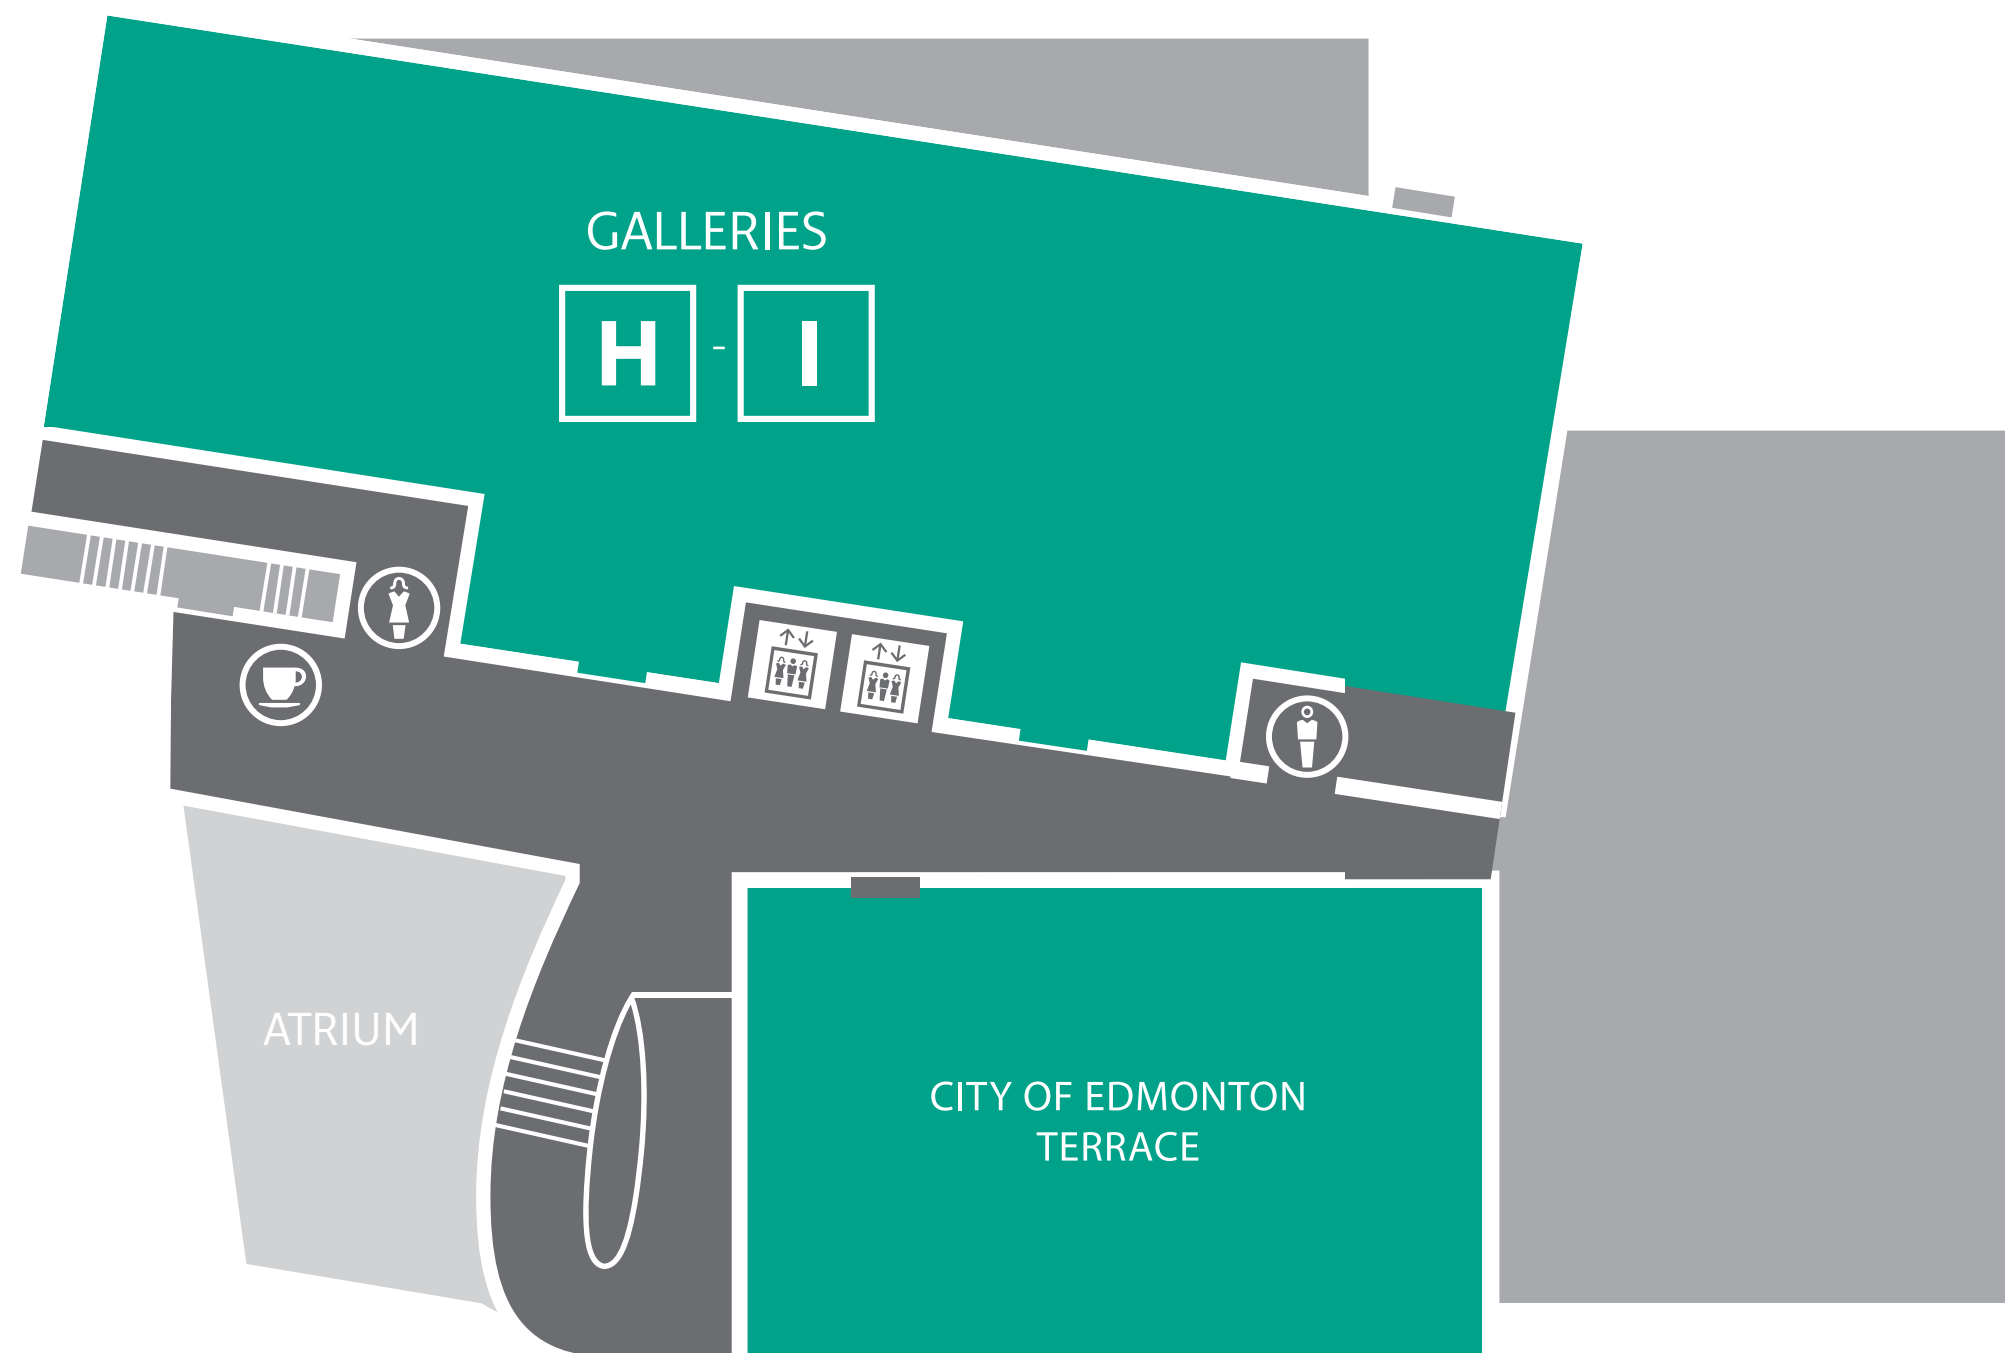 GALLERIES
H - I
ATRIUM
CITY OF EDMONTON
TERRACE